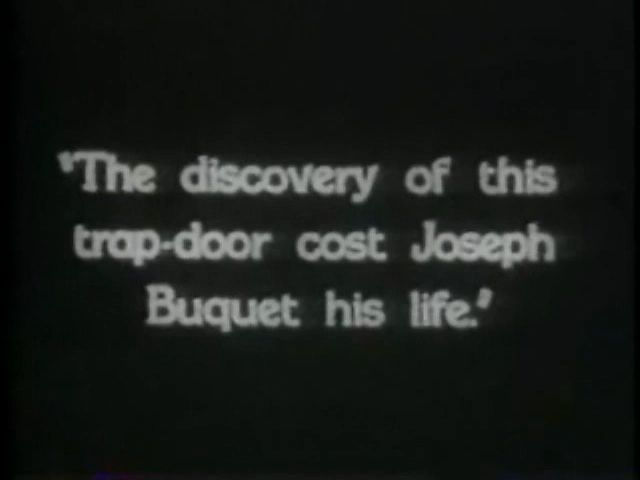 "The discovery of this
trap-door cost Joseph
Buquet his life."